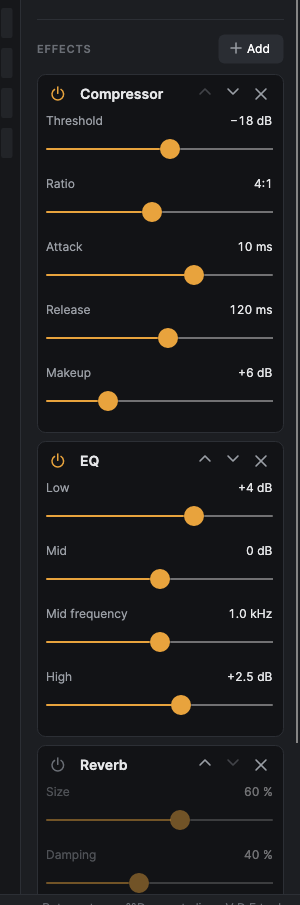 EFFECTS
+ Add
Compressor
Threshold −18 dB
Ratio 4:1
Attack 10 ms
Release 120 ms
Makeup +6 dB
EQ
Low +4 dB
Mid 0 dB
Mid frequency 1.0 kHz
High +2.5 dB
Reverb
Size 60 %
Damping 40 %